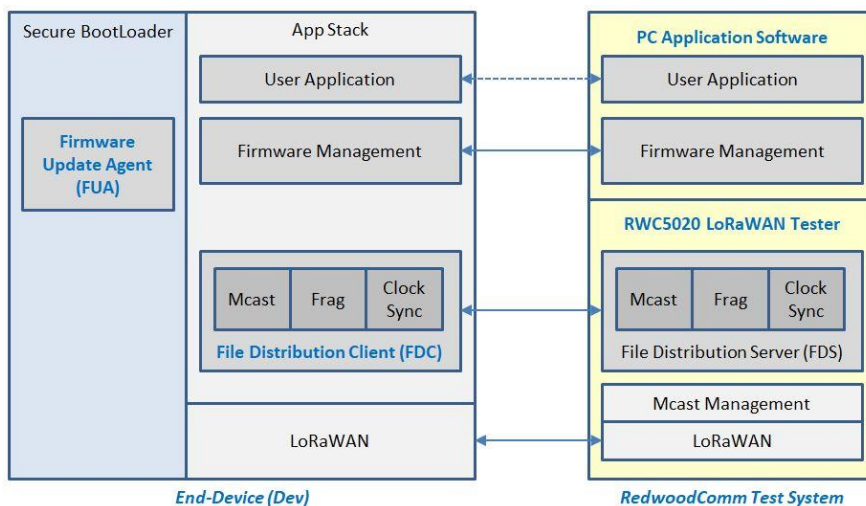 Secure BootLoader
App Stack
PC Application Software
User Application
User Application
Firmware
Update Agent
(FUA)
Firmware Management
Firmware Management
RWC5020 LoRaWAN Tester
Mcast
Frag
Clock
Sync
Mcast
Frag
Clock
Sync
File Distribution Client (FDC)
File Distribution Server (FDS)
Mcast Management
LoRaWAN
LoRaWAN
End-Device (Dev)
RedwoodComm Test System